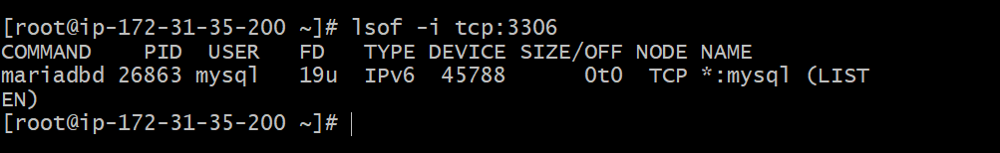 [root@ip-172-31-35-200 ~]# lsof -i tcp:3306
COMMAND    PID  USER   FD   TYPE DEVICE SIZE/OFF NODE NAME
mariadbd 26863 mysql   19u  IPv6  45788      0t0  TCP *:mysql (LIST
EN)
[root@ip-172-31-35-200 ~]#